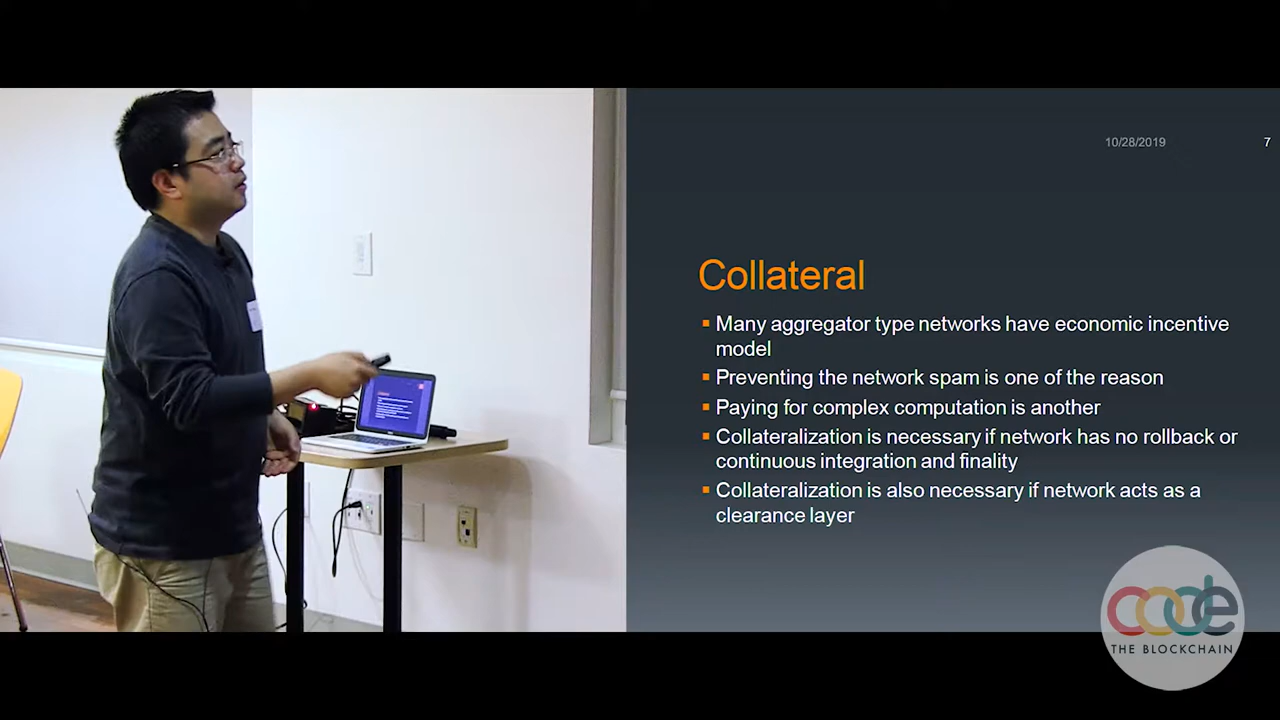 10/28/2019
7
Collateral
Many aggregator type networks have economic incentive
model
Preventing the network spam is one of the reason
Paying for complex computation is another
Collateralization is necessary if network has no rollback or
continuous integration and finality
Collateralization is also necessary if network acts as a
clearance layer
code
THE BLOCKCHAIN